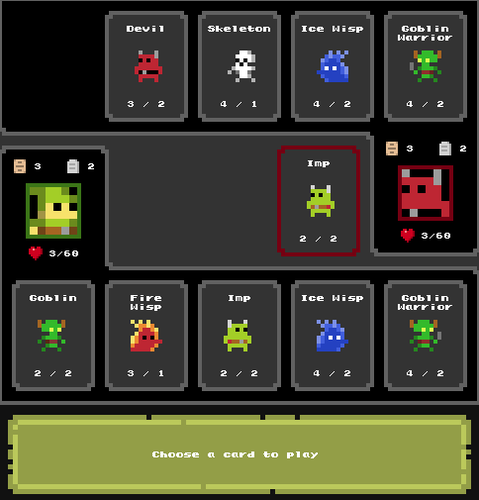 Devil
3 / 2
Skeleton
4 / 1
Ice Wisp
4 / 2
Goblin
Warrior
4 / 2
3 2
3/60
Imp
2 / 2
3 2
3/60
Goblin
2 / 2
Fire
Wisp
3 / 1
Imp
2 / 2
Ice Wisp
4 / 2
Goblin
Warrior
4 / 2
Choose a card to play